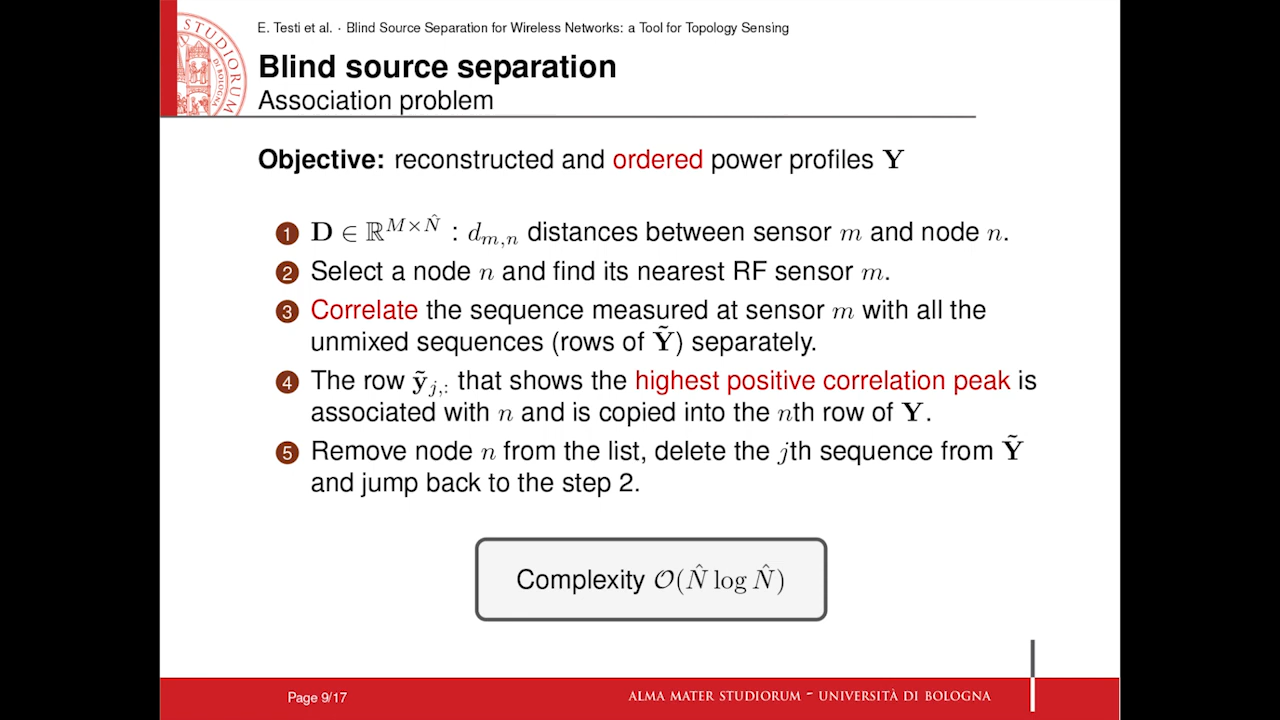 E. Testi et al. · Blind Source Separation for Wireless Networks: a Tool for Topology Sensing
Blind source separation
Association problem
Objective: reconstructed and ordered power profiles Y
1 D ∈ ℝ^{M×N̂} : d_{m,n} distances between sensor m and node n.
2 Select a node n and find its nearest RF sensor m.
3 Correlate the sequence measured at sensor m with all the
unmixed sequences (rows of Ỹ) separately.
4 The row ỹ_{j,:} that shows the highest positive correlation peak is
associated with n and is copied into the nth row of Y.
5 Remove node n from the list, delete the jth sequence from Ỹ
and jump back to the step 2.
Complexity 𝒪(N̂ log N̂)
Page 9/17
ALMA MATER STUDIORUM – UNIVERSITÀ DI BOLOGNA